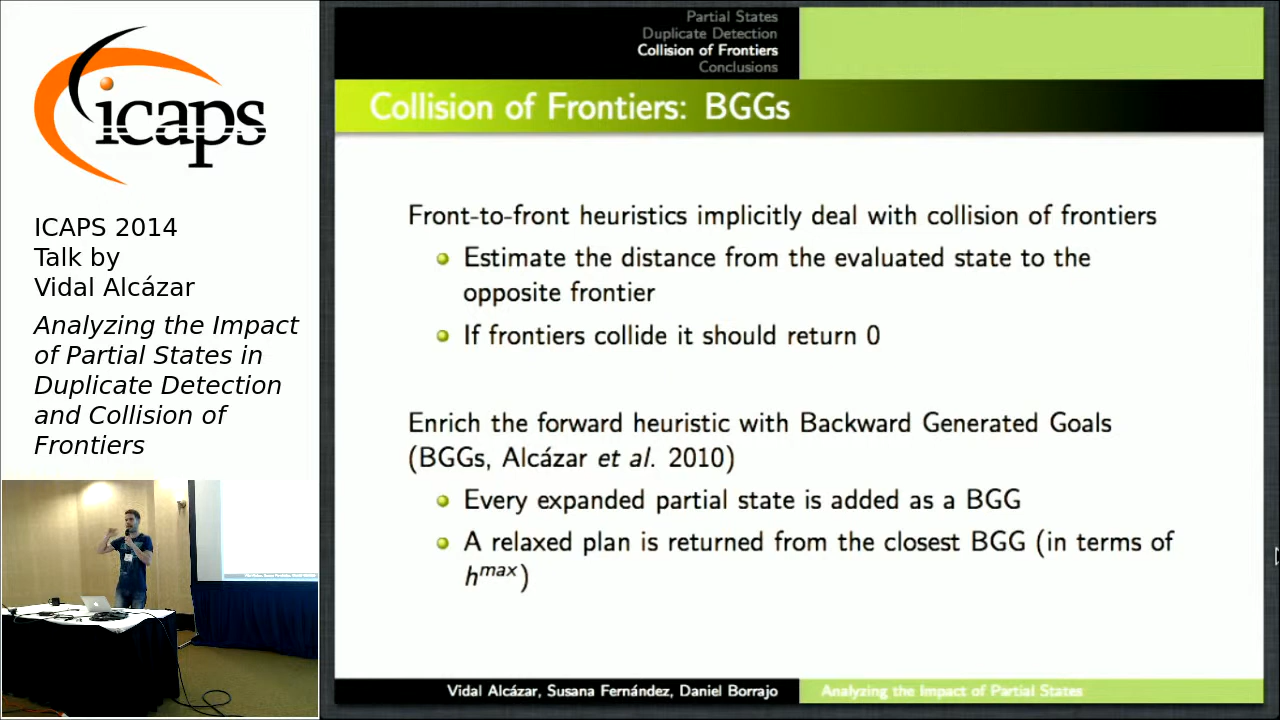 icaps
ICAPS 2014
Talk by
Vidal Alcázar
Analyzing the Impact
of Partial States in
Duplicate Detection
and Collision of
Frontiers
Partial States
Duplicate Detection
Collision of Frontiers
Conclusions
Collision of Frontiers: BGGs
Front-to-front heuristics implicitly deal with collision of frontiers
Estimate the distance from the evaluated state to the
opposite frontier
If frontiers collide it should return 0
Enrich the forward heuristic with Backward Generated Goals
(BGGs, Alcázar et al. 2010)
Every expanded partial state is added as a BGG
A relaxed plan is returned from the closest BGG (in terms of
h^max)
Vidal Alcázar, Susana Fernández, Daniel Borrajo
Analyzing the Impact of Partial States